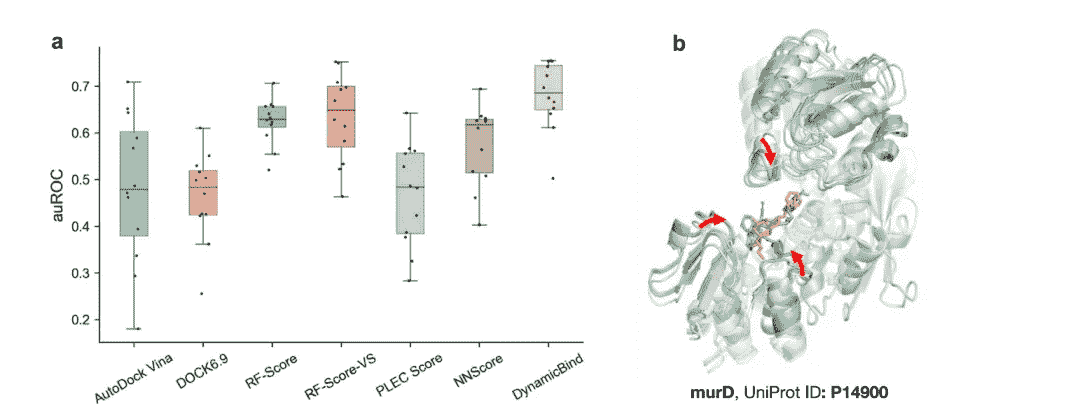 a
b
auROC
0.7
0.6
0.5
0.4
0.3
0.2
AutoDock Vina
DOCK6.9
RF-Score
RF-Score-VS
PLEC Score
NNScore
DynamicBind
murD, UniProt ID: P14900